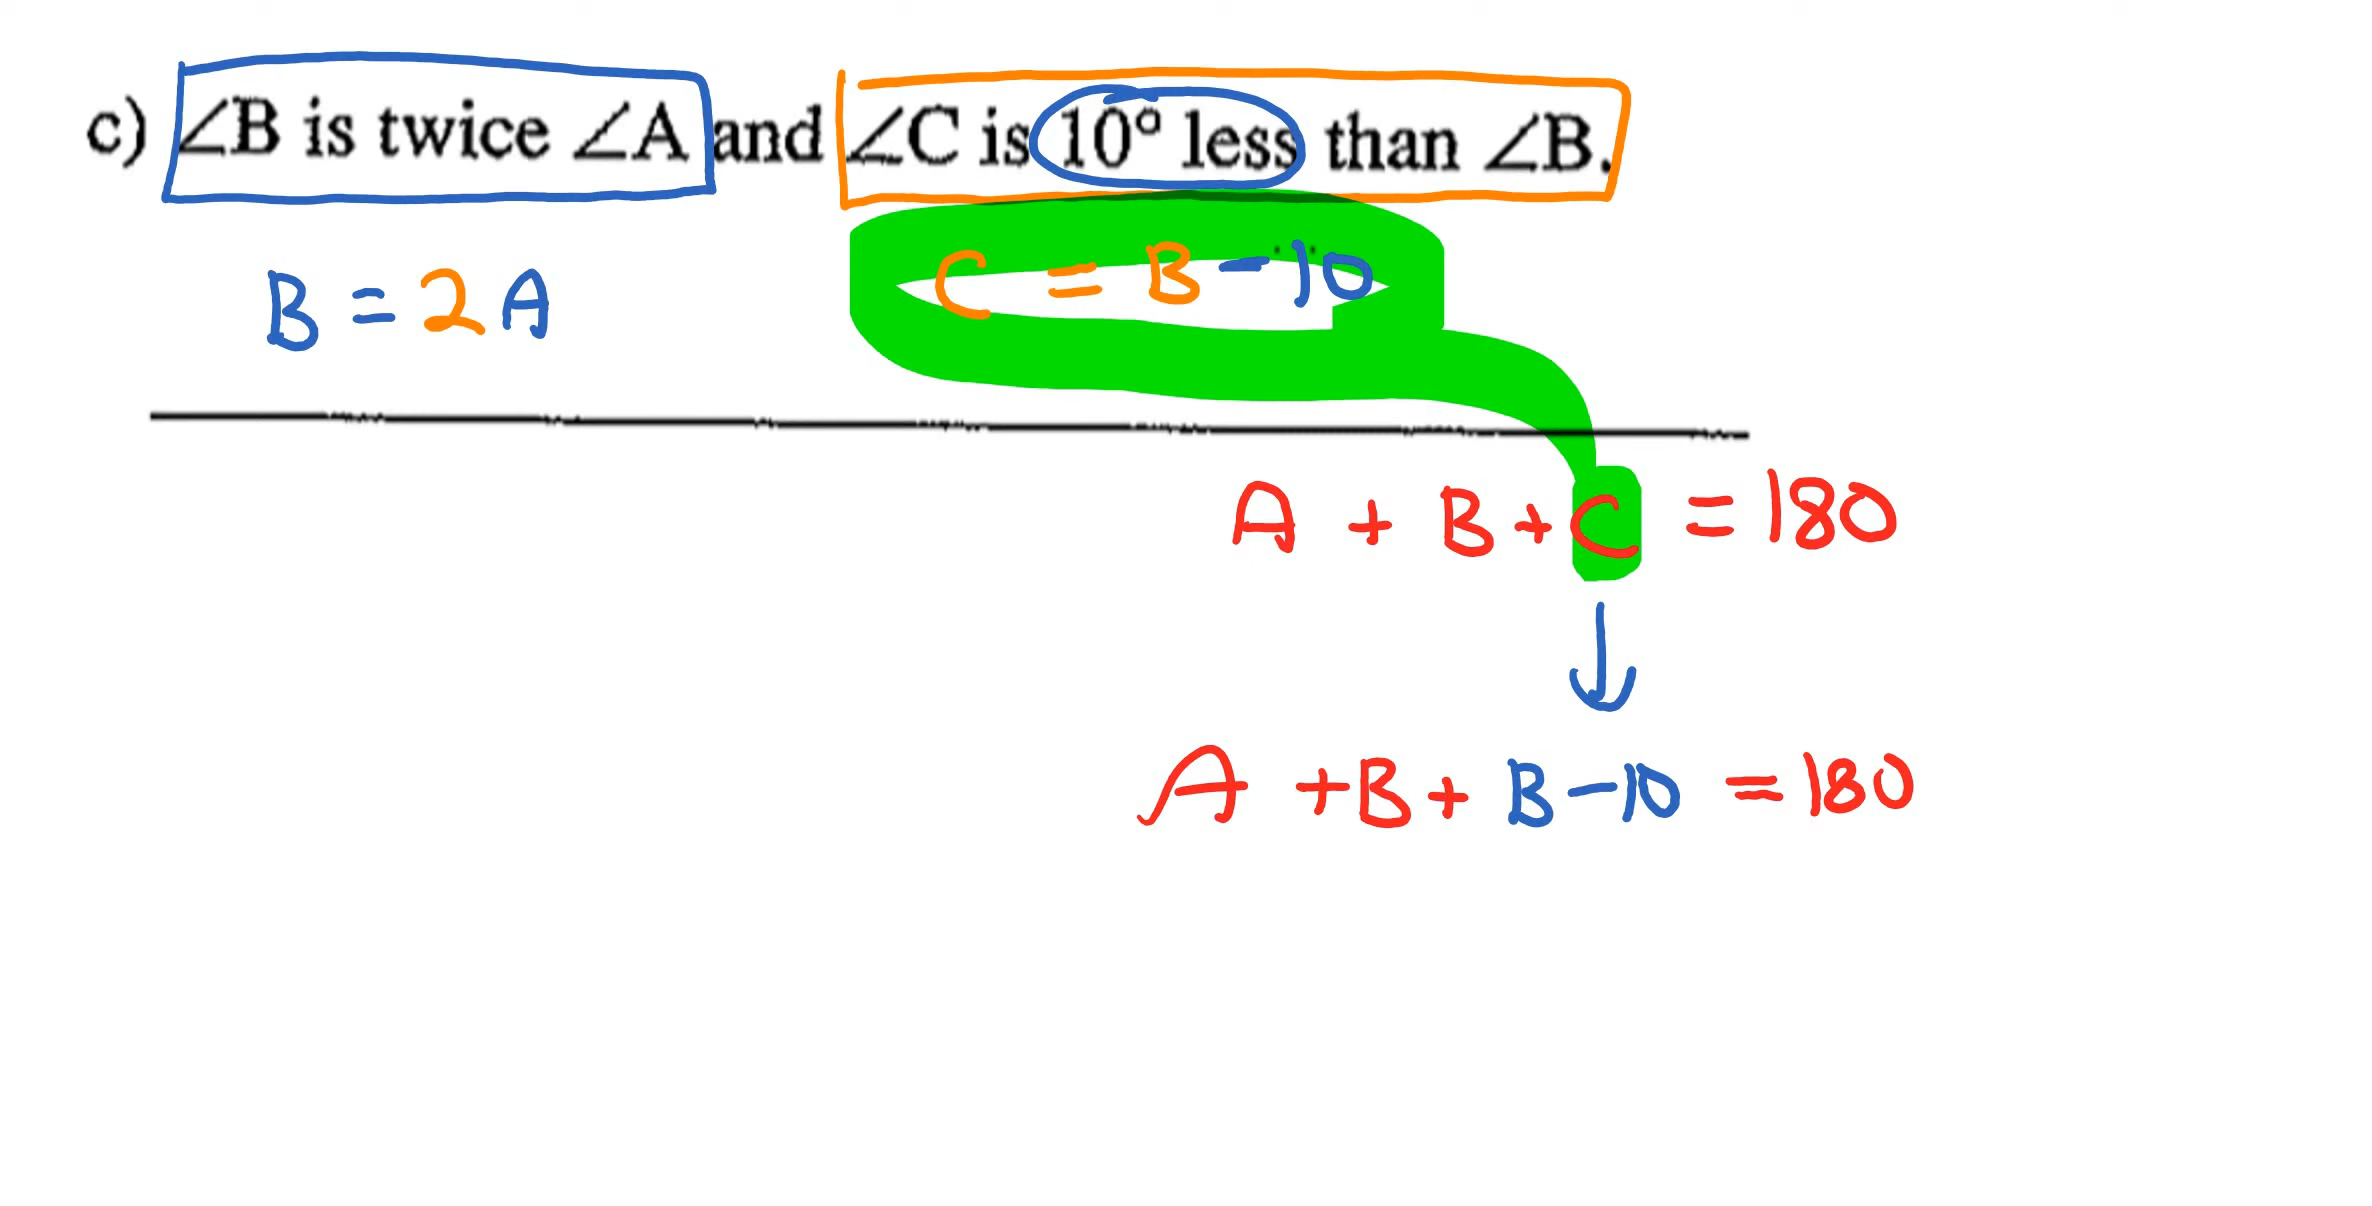 c) ∠B is twice ∠A and ∠C is 10° less than ∠B.
B = 2A
C = B - 10
A + B + C = 180
A + B + B - 10 = 180